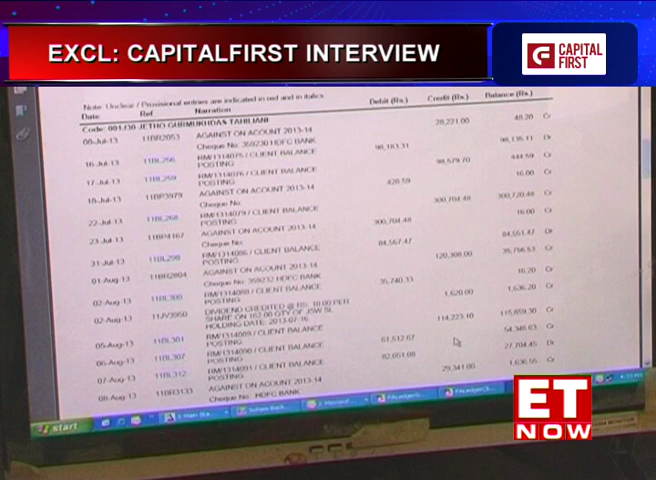 EXCL: CAPITALFIRST INTERVIEW
CAPITAL FIRST
Note: Unclear / Provisional entries are indicated in red and in italics
Date Ref Narration Debit (Rs.) Credit (Rs.) Balance (Rs.)
Code: JETHO GURMUKHDAS TAHILIANI
08-Jul-13 11BR2053 AGAINST ON ACOUNT 2013-14 28,221.00 48.20 Cr
Cheque No: 359230 HDFC BANK
16-Jul-13 11BL256 RM/1314075 / CLIENT BALANCE POSTING 98,183.31 98,135.11 Dr
17-Jul-13 11BL259 RM/1314076 / CLIENT BALANCE POSTING 98,579.70 444.59 Cr
18-Jul-13 11BP3979 AGAINST ON ACOUNT 2013-14 428.59 16.00 Cr
Cheque No:
22-Jul-13 11BL268 RM/1314079 / CLIENT BALANCE POSTING 300,704.48 300,720.48 Cr
23-Jul-13 11BP4167 AGAINST ON ACOUNT 2013-14 300,704.48 16.00 Cr
Cheque No:
31-Jul-13 11BL298 RM/1314086 / CLIENT BALANCE POSTING 84,567.47 84,551.47 Dr
01-Aug-13 11BR2804 AGAINST ON ACOUNT 2013-14 120,308.00 35,756.53 Cr
Cheque No: 359232 HDFC BANK
02-Aug-13 11BL300 RM/1314088 / CLIENT BALANCE POSTING 35,740.33 16.20 Cr
02-Aug-13 11JV3950 DIVIDEND CREDITED @ RS. 10.00 PER SHARE ON 162.00 QTY OF JSW SL 1,620.00 1,636.20 Cr
HOLDING DATE: 2013-07-16
05-Aug-13 11BL301 RM/1314089 / CLIENT BALANCE POSTING 114,223.10 115,859.30 Cr
06-Aug-13 11BL307 RM/1314090 / CLIENT BALANCE POSTING 61,512.67 54,346.63 Cr
07-Aug-13 11BL312 RM/1314091 / CLIENT BALANCE POSTING 82,051.08 27,704.45 Dr
08-Aug-13 11BR3133 AGAINST ON ACOUNT 2013-14 29,341.00 1,636.55 Cr
Cheque No: HDFC BANK
start
ET NOW